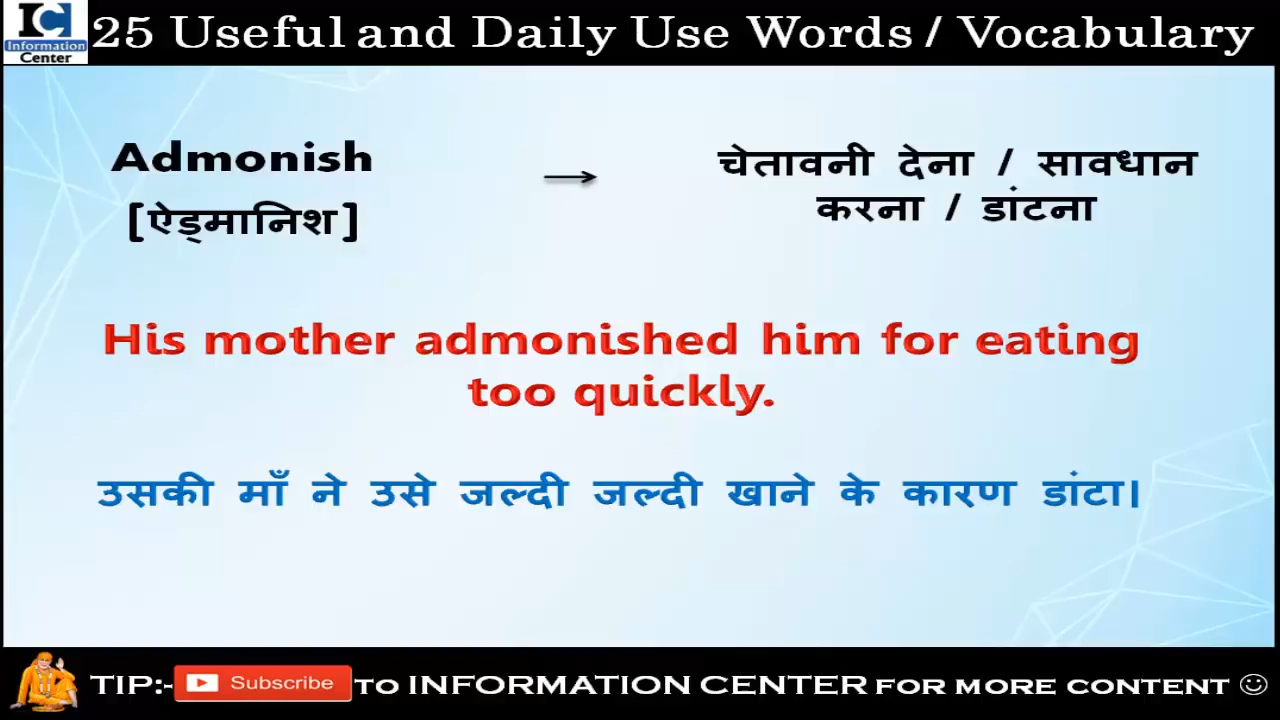 IC
Information
Center
25 Useful and Daily Use Words / Vocabulary
Admonish
[ऐड्मानिश]
→
चेतावनी देना / सावधान
करना / डांटना
His mother admonished him for eating
too quickly.
उसकी माँ ने उसे जल्दी जल्दी खाने के कारण डांटा।
TIP:- Subscribe to INFORMATION CENTER FOR MORE CONTENT ☺